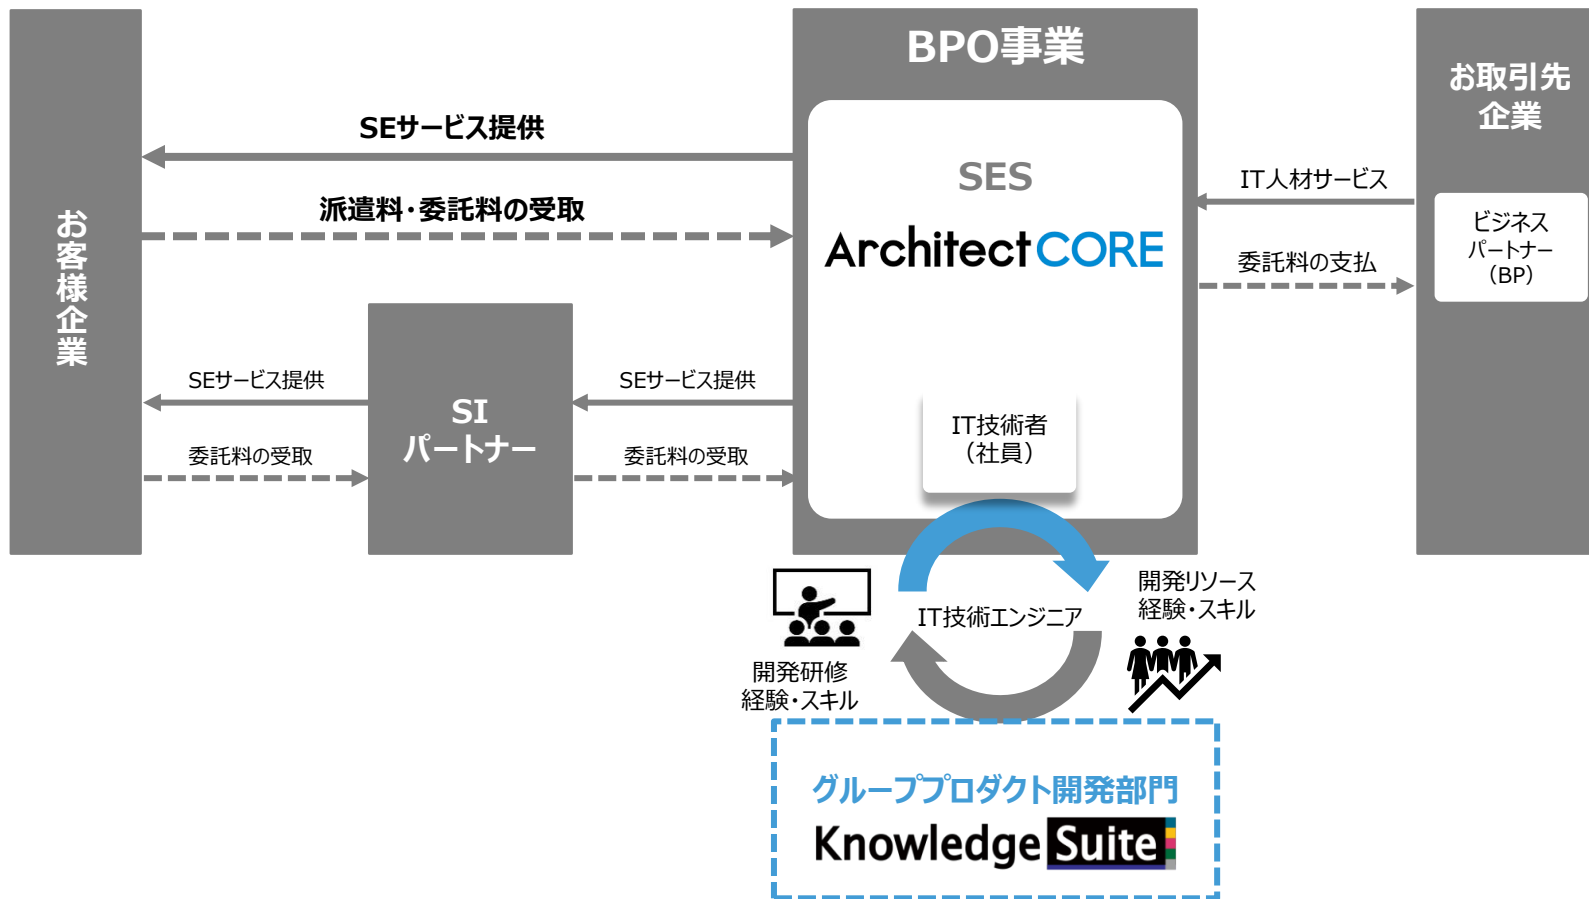 BPO事業
お取引先
企業
SEサービス提供
SES
IT人材サービス
派遣料・委託料の受取
お客様企業
ArchitectCORE
ビジネス
パートナー
（BP）
委託料の支払
SEサービス提供
SEサービス提供
SI
パートナー
IT技術者
（社員）
委託料の受取
委託料の受取
開発リソース
経験・スキル
IT技術エンジニア
開発研修
経験・スキル
グループプロダクト開発部門
Knowledge Suite